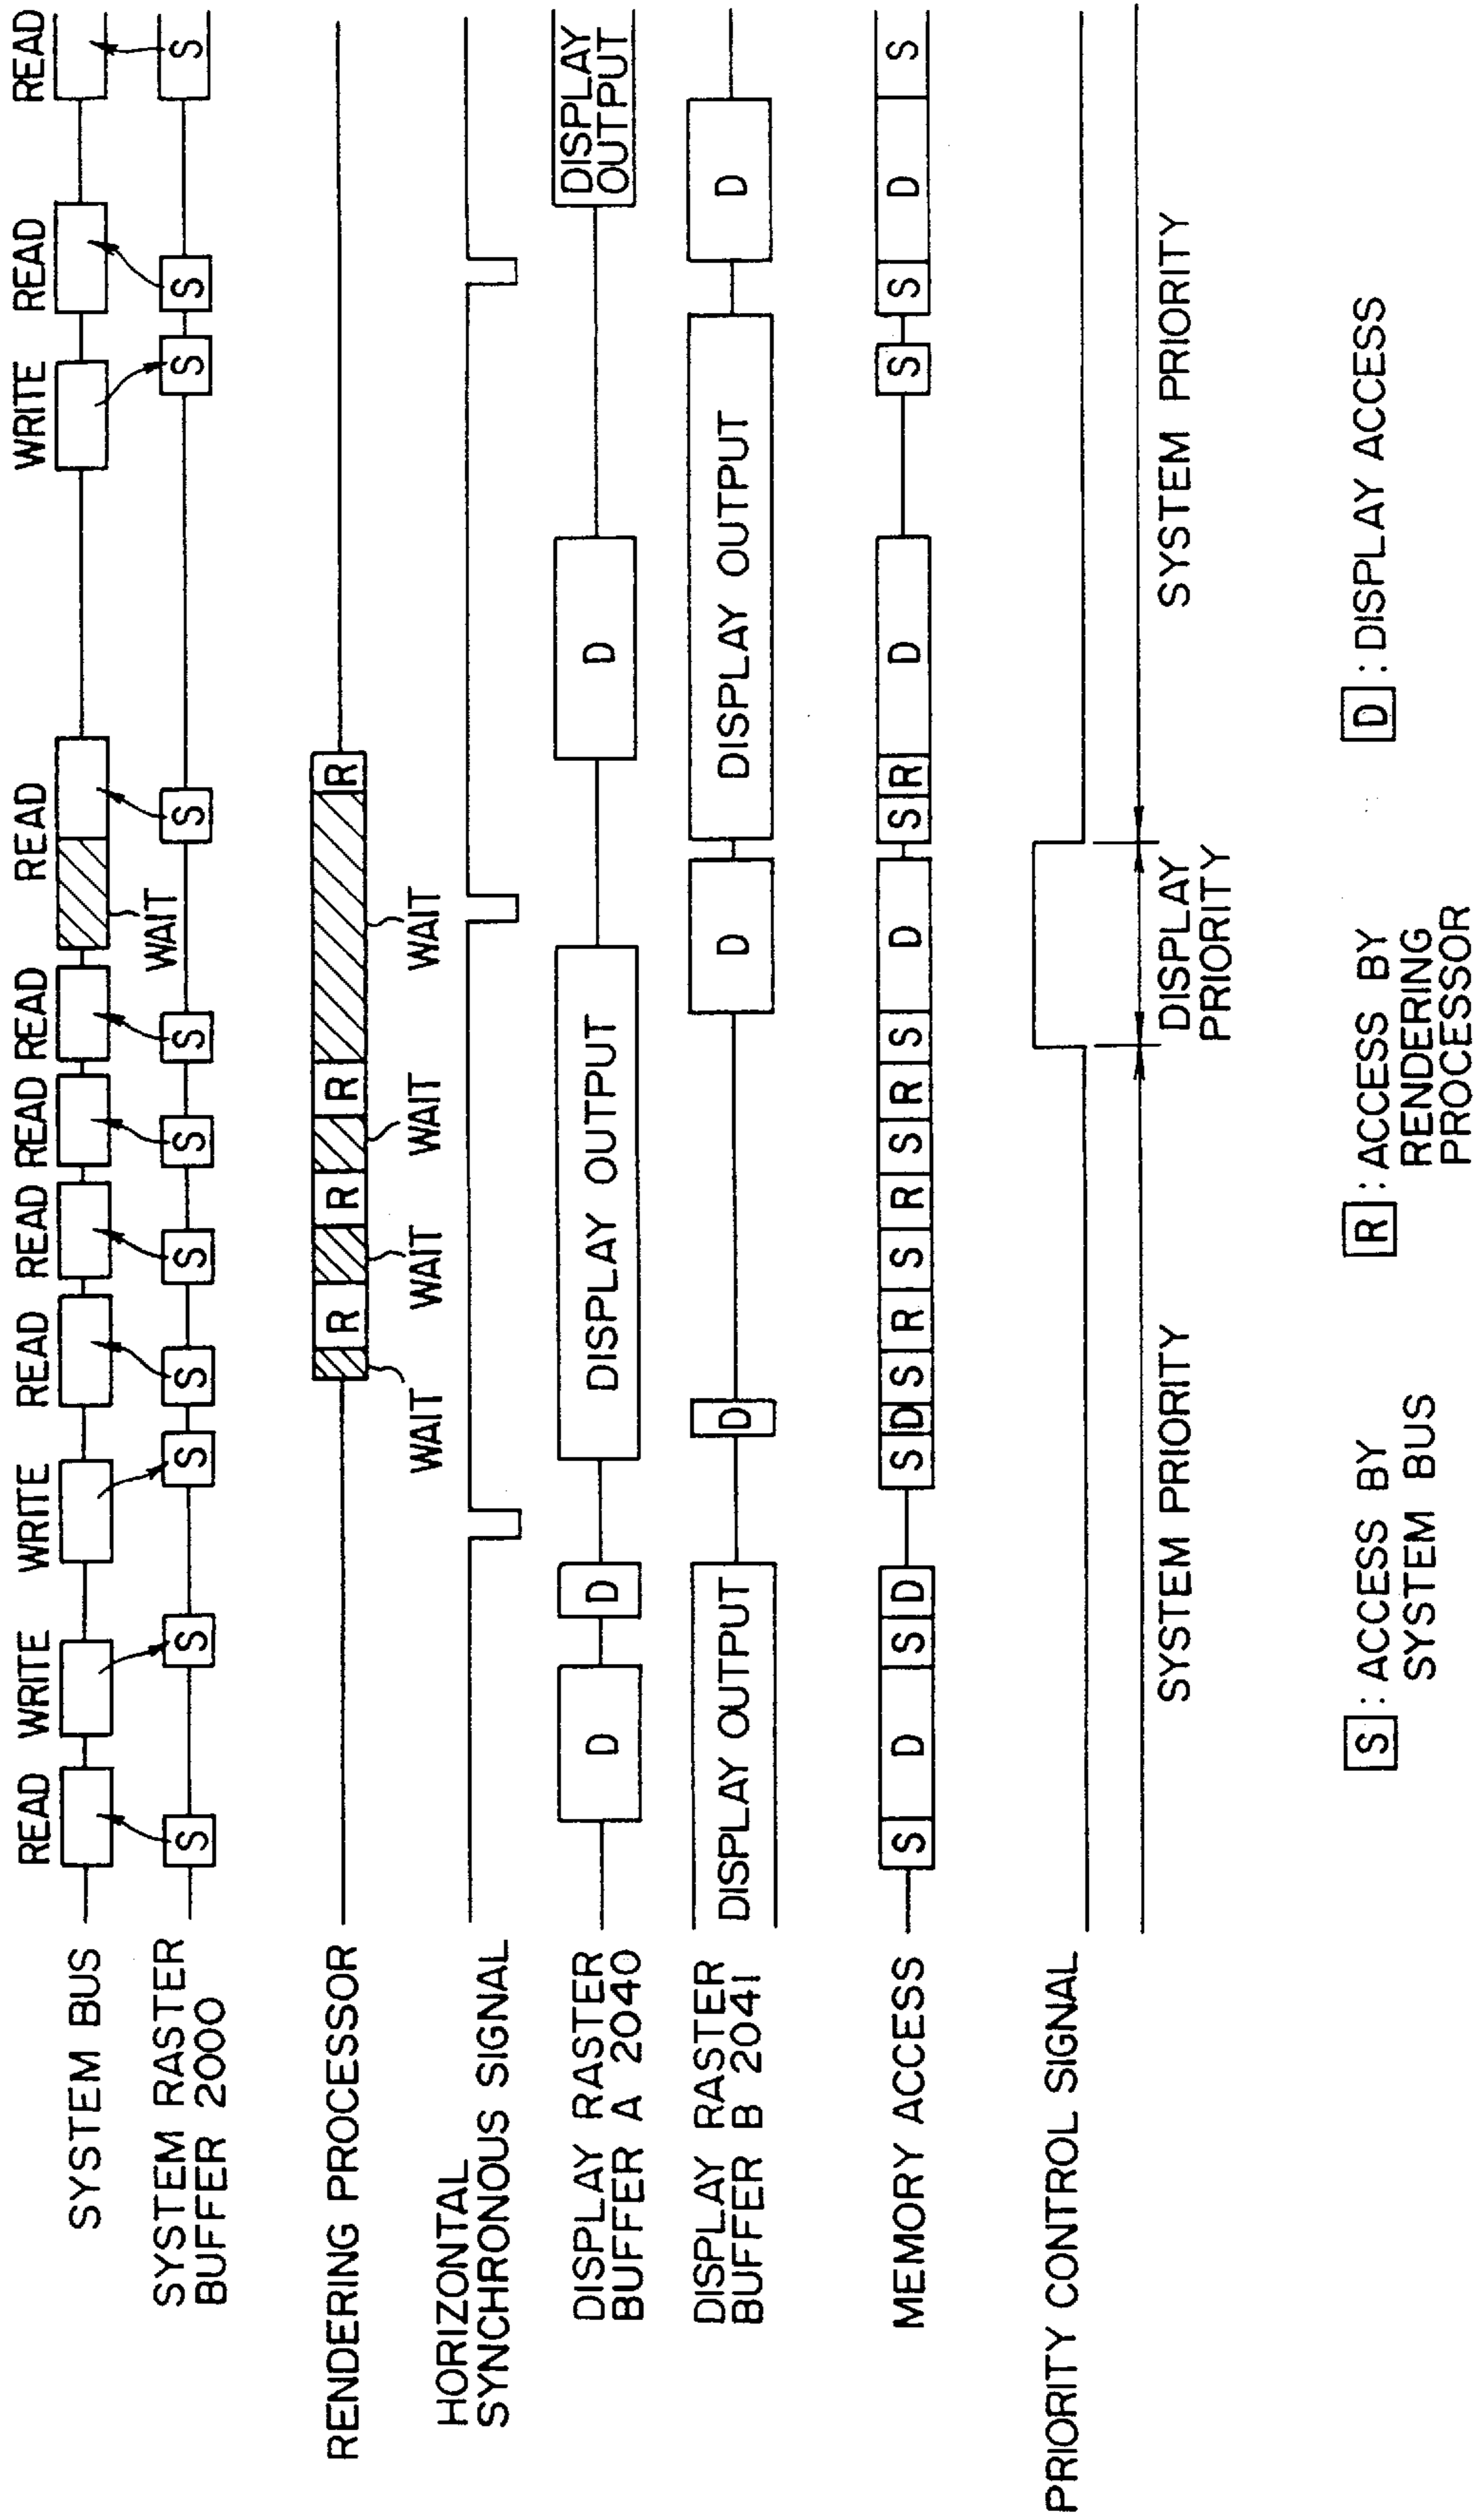 SYSTEM BUS
READ
WRITE
WRITE
READ
READ
READ
READ
READ
WRITE
READ
READ
WAIT
SYSTEM RASTER
BUFFER 2000
S
S
S
S
S
S
S
S
S
S
S
RENDERING PROCESSOR
R
R
R
R
WAIT
WAIT
WAIT
WAIT
HORIZONTAL
SYNCHRONOUS SIGNAL
DISPLAY RASTER
BUFFER A 2040
D
D
DISPLAY OUTPUT
D
DISPLAY
OUTPUT
DISPLAY RASTER
BUFFER B 2041
DISPLAY OUTPUT
D
D
DISPLAY OUTPUT
D
MEMORY ACCESS
S D S D S D S R S R S R S D S R D S S D S
PRIORITY CONTROL SIGNAL
SYSTEM PRIORITY
DISPLAY
PRIORITY
SYSTEM PRIORITY
S : ACCESS BY
SYSTEM BUS
R : ACCESS BY
RENDERING
PROCESSOR
D : DISPLAY ACCESS